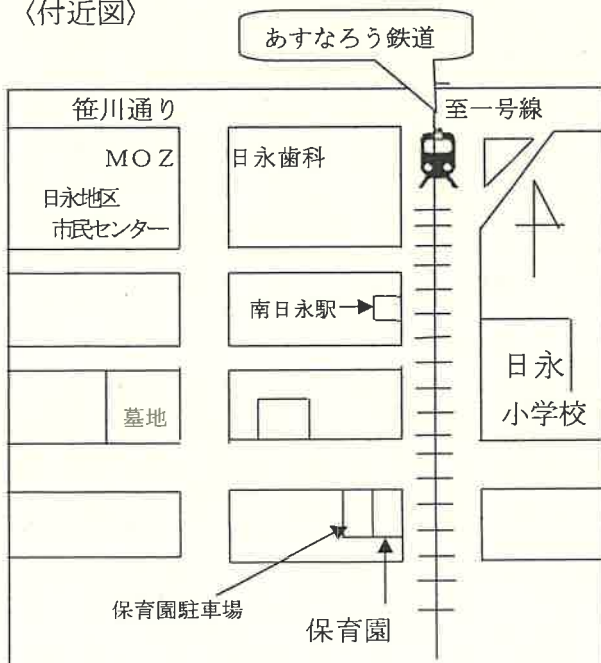 〈付近図〉
あすなろう鉄道
笹川通り
至一号線
MOZ
日永歯科
日永地区
市民センター
南日永駅
日永
小学校
墓地
保育園駐車場
保育園